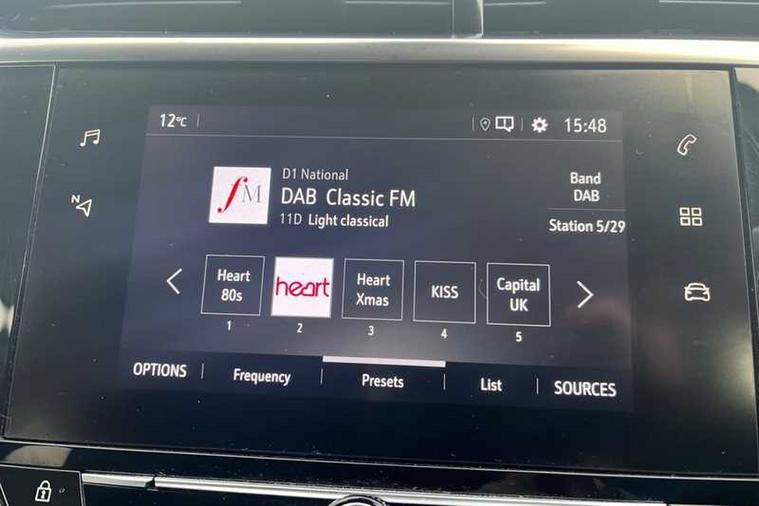 12°C
15:48
N
D1 National
DAB Classic FM
11D Light classical
fM
Band
DAB
Station 5/29
Heart
80s
heart
Heart
Xmas
KISS
Capital
UK
1
2
3
4
5
OPTIONS
Frequency
Presets
List
SOURCES